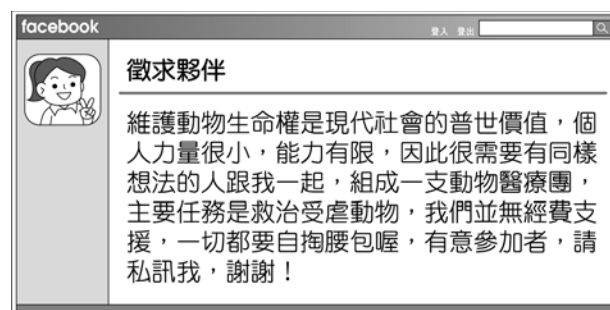 facebook
登入 登出
徵求夥伴
維護動物生命權是現代社會的普世價值，個
人力量很小，能力有限，因此很需要有同樣
想法的人跟我一起，組成一支動物醫療團，
主要任務是救治受虐動物，我們並無經費支
援，一切都要自掏腰包喔，有意參加者，請
私訊我，謝謝！